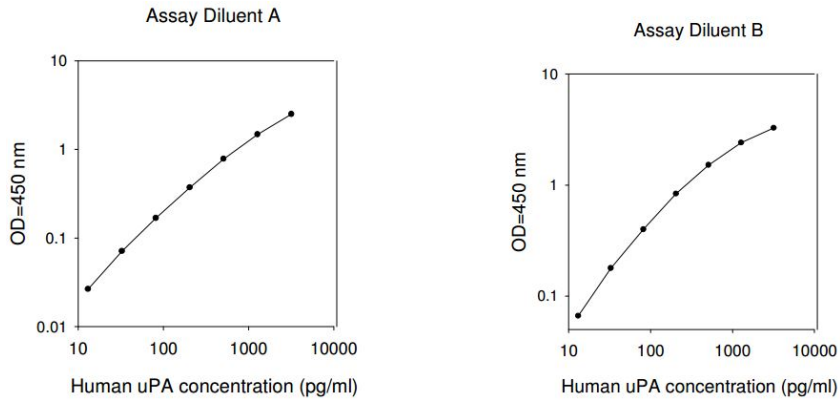 Assay Diluent A
10
1
0.1
0.01
OD=450 nm
10 100 1000 10000
Human uPA concentration (pg/ml)
Assay Diluent B
10
1
0.1
OD=450 nm
10 100 1000 10000
Human uPA concentration (pg/ml)